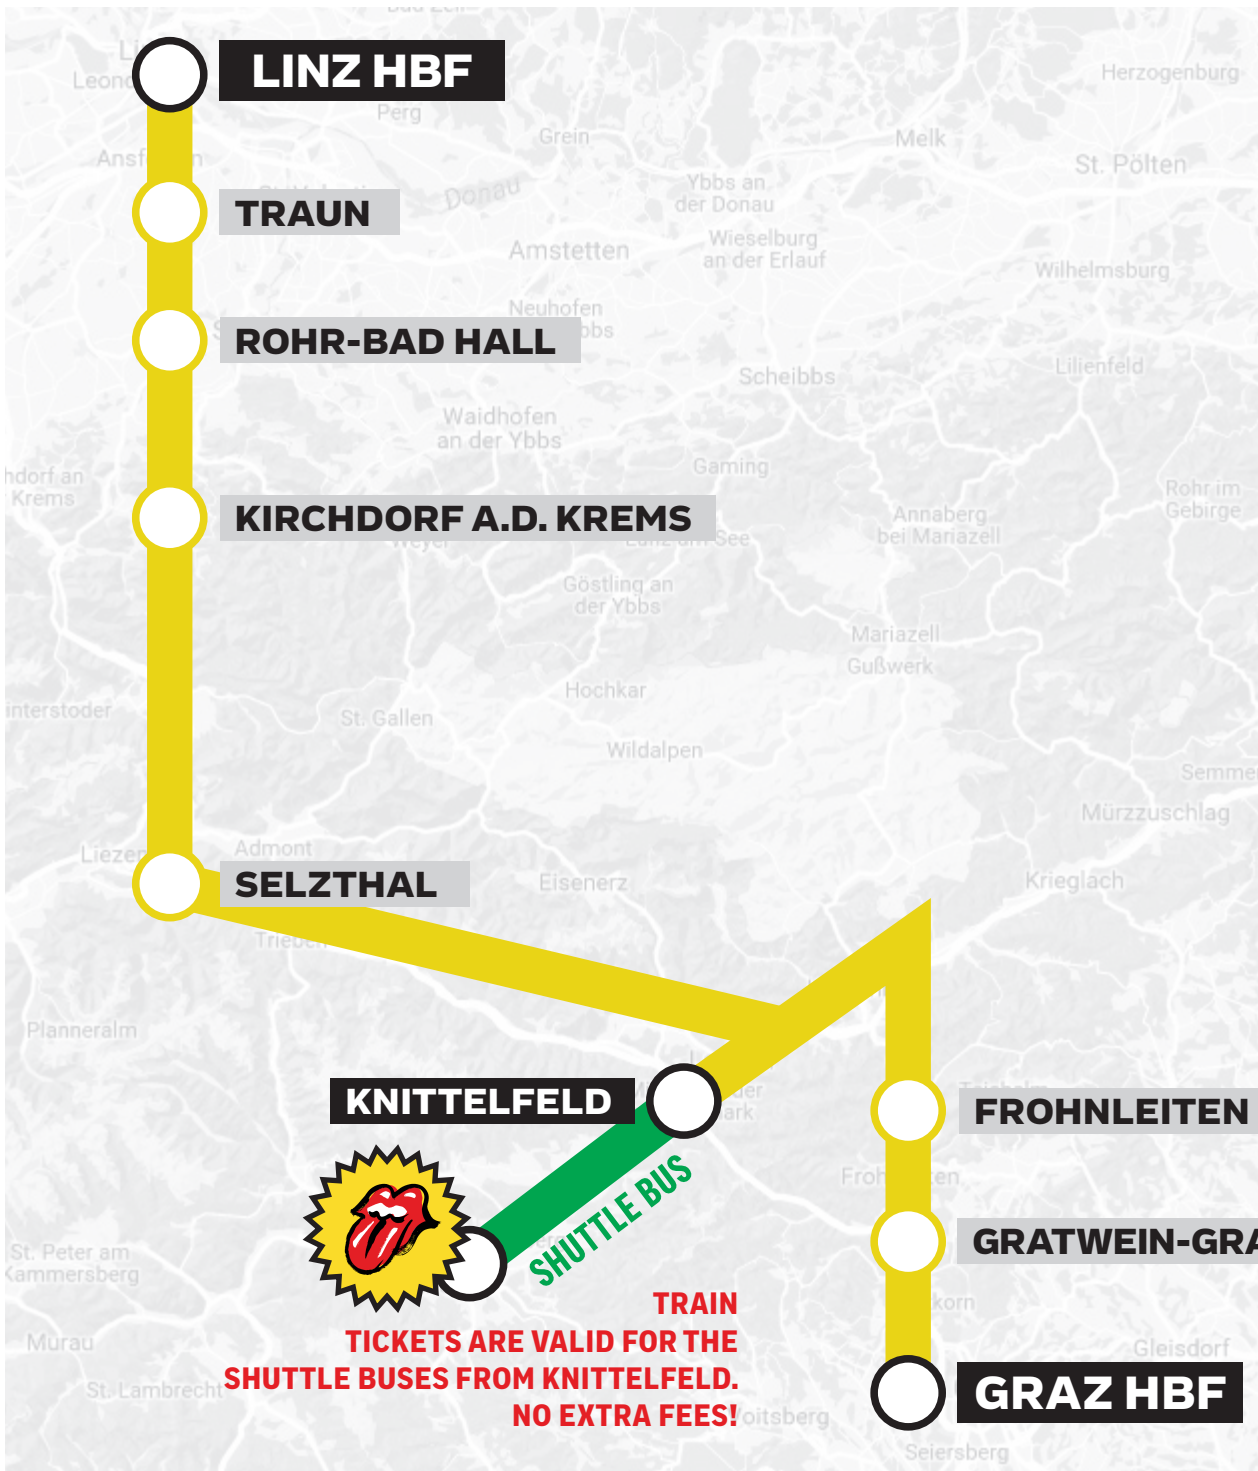 LINZ HBF
Herzogenburg
Perg
Grein
Melk
St. Pölten
Donau
Ybbs an
der Donau
TRAUN
Amstetten
Wieselburg
an der Erlauf
Wilhelmsburg
Neuhofen
ROHR-BAD HALL
Scheibbs
Lilienfeld
Waidhofen
an der Ybbs
Gaming
Krems
Rohr im
Gebirge
KIRCHDORF A.D. KREMS
Annaberg
bei Mariazell
See
Göstling an
der Ybbs
Mariazell
Gußwerk
Hochkar
St. Gallen
Wildalpen
Mürzzuschlag
Admont
SELZTHAL
Eisenerz
Krieglach
Trieben
Planneralm
KNITTELFELD
FROHNLEITEN
SHUTTLE BUS
GRATWEIN-GRA
St. Peter am
Kammersberg
TRAIN
TICKETS ARE VALID FOR THE
SHUTTLE BUSES FROM KNITTELFELD.
NO EXTRA FEES!
Murau
Gleisdorf
St. Lambrecht
GRAZ HBF
Voitsberg
Seiersberg